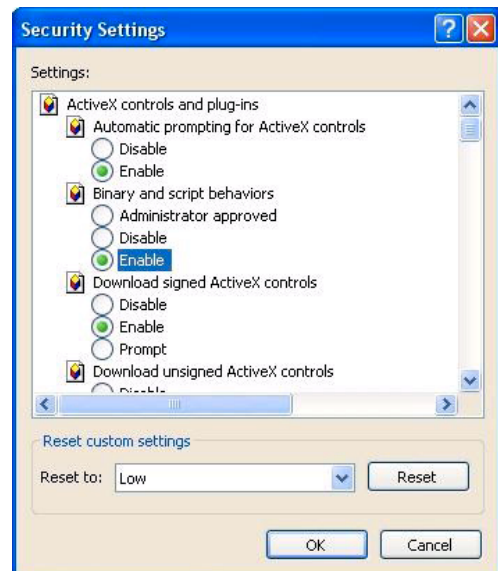 Security Settings
Settings:
ActiveX controls and plug-ins
Automatic prompting for ActiveX controls
Disable
Enable
Binary and script behaviors
Administrator approved
Disable
Enable
Download signed ActiveX controls
Disable
Enable
Prompt
Download unsigned ActiveX controls
Disable
Reset custom settings
Reset to: Low Reset
OK Cancel